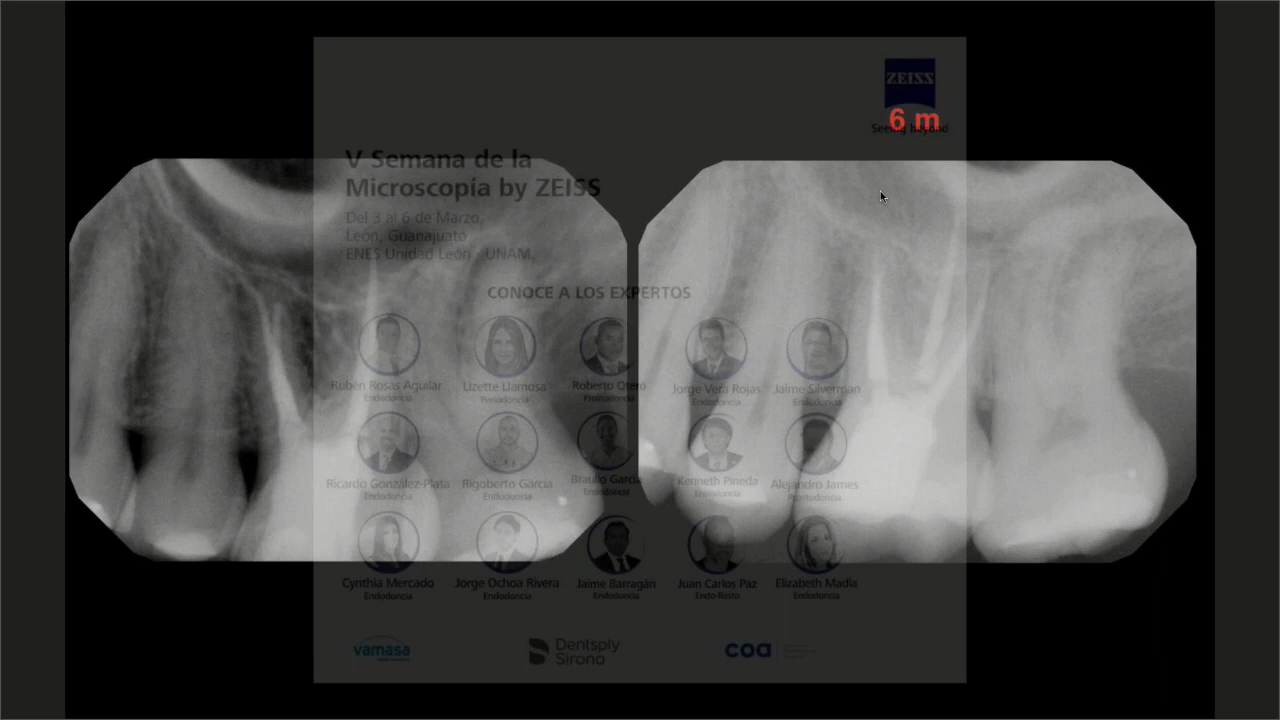 ZEISS
6 m
Seeing beyond
V Semana de la
Microscopía by ZEISS
Del 3 al 6 de Marzo,
León, Guanajuato
ENES Unidad León - UNAM.
CONOCE A LOS EXPERTOS
Rubén Rosas Aguilar
Endodoncia
Lizette Llamosa
Periodoncia
Roberto Otero
Prostodoncia
Jorge Vera Rojas
Endodoncia
Jaime Silverman
Endodoncia
Ricardo González-Plata
Endodoncia
Rigoberto García
Endodoncia
Braulio García
Endodoncia
Kenneth Pineda
Endodoncia
Alejandro James
Prostodoncia
Cynthia Mercado
Endodoncia
Jorge Ochoa Rivera
Endodoncia
Jaime Barragán
Endodoncia
Juan Carlos Paz
Endo-Resto
Elizabeth Madla
Endodoncia
vamasa
Dentsply
Sirona
coa